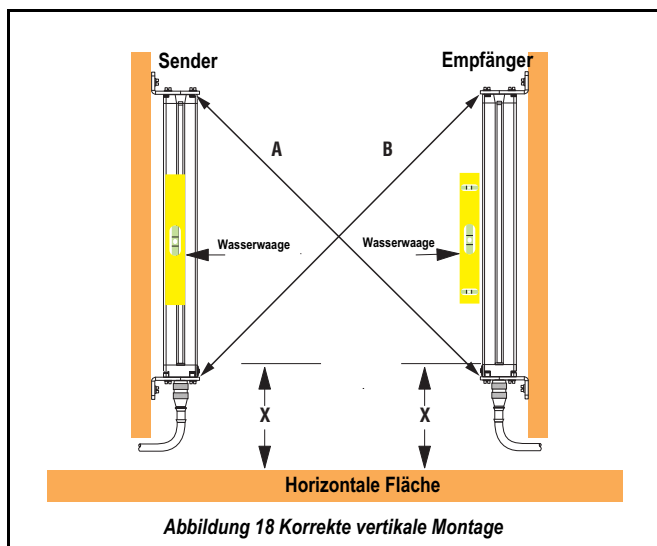 Sender
Empfänger
A
B
Wasserwaage
Wasserwaage
X
X
Horizontale Fläche
Abbildung 18 Korrekte vertikale Montage